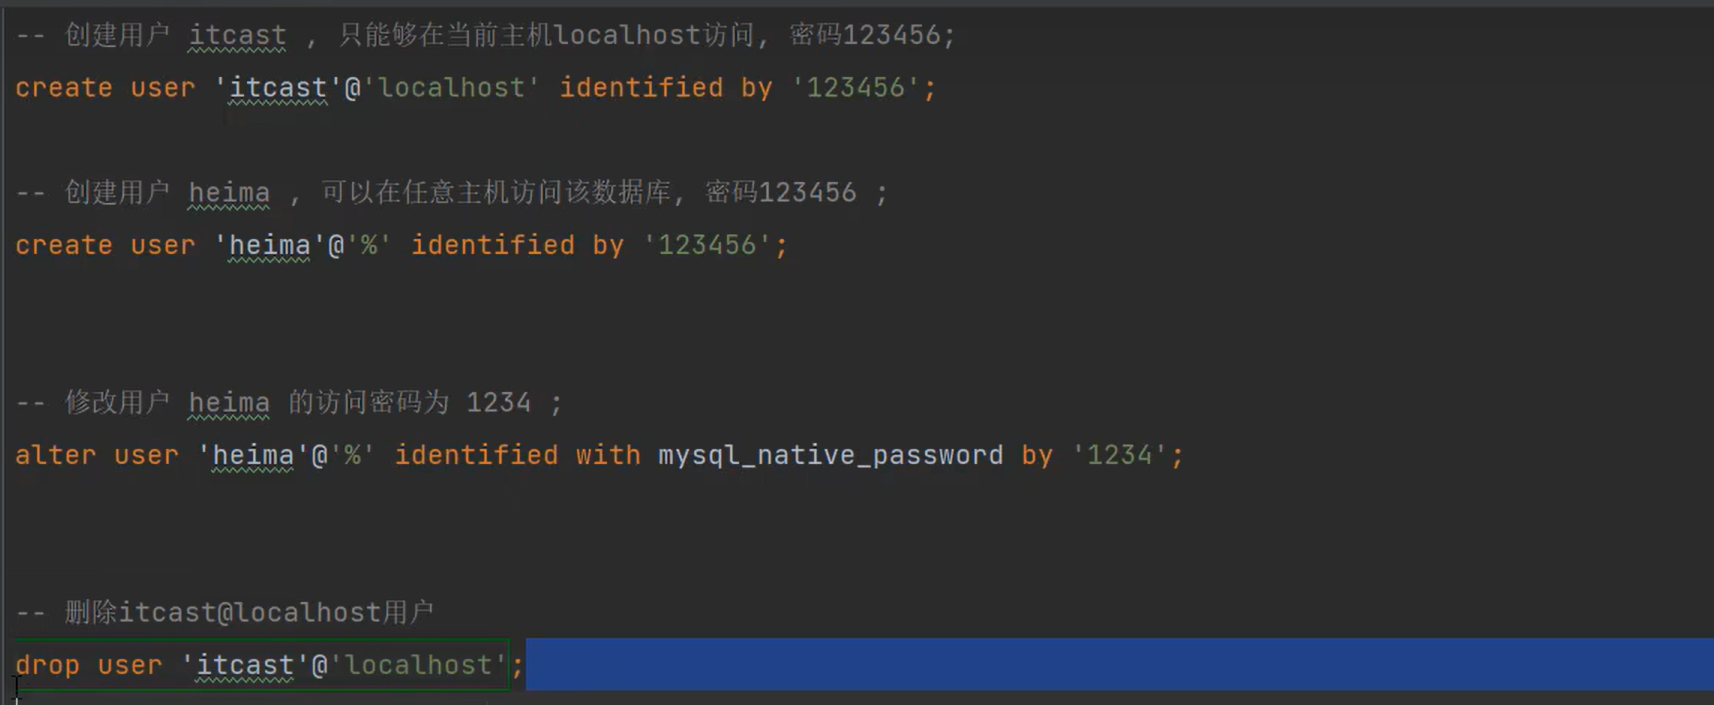 -- 创建用户 itcast , 只能够在当前主机localhost访问, 密码123456;
create user 'itcast'@'localhost' identified by '123456';
-- 创建用户 heima , 可以在任意主机访问该数据库, 密码123456 ;
create user 'heima'@'%' identified by '123456';
-- 修改用户 heima 的访问密码为 1234 ;
alter user 'heima'@'%' identified with mysql_native_password by '1234';
-- 删除itcast@localhost用户
drop user 'itcast'@'localhost';